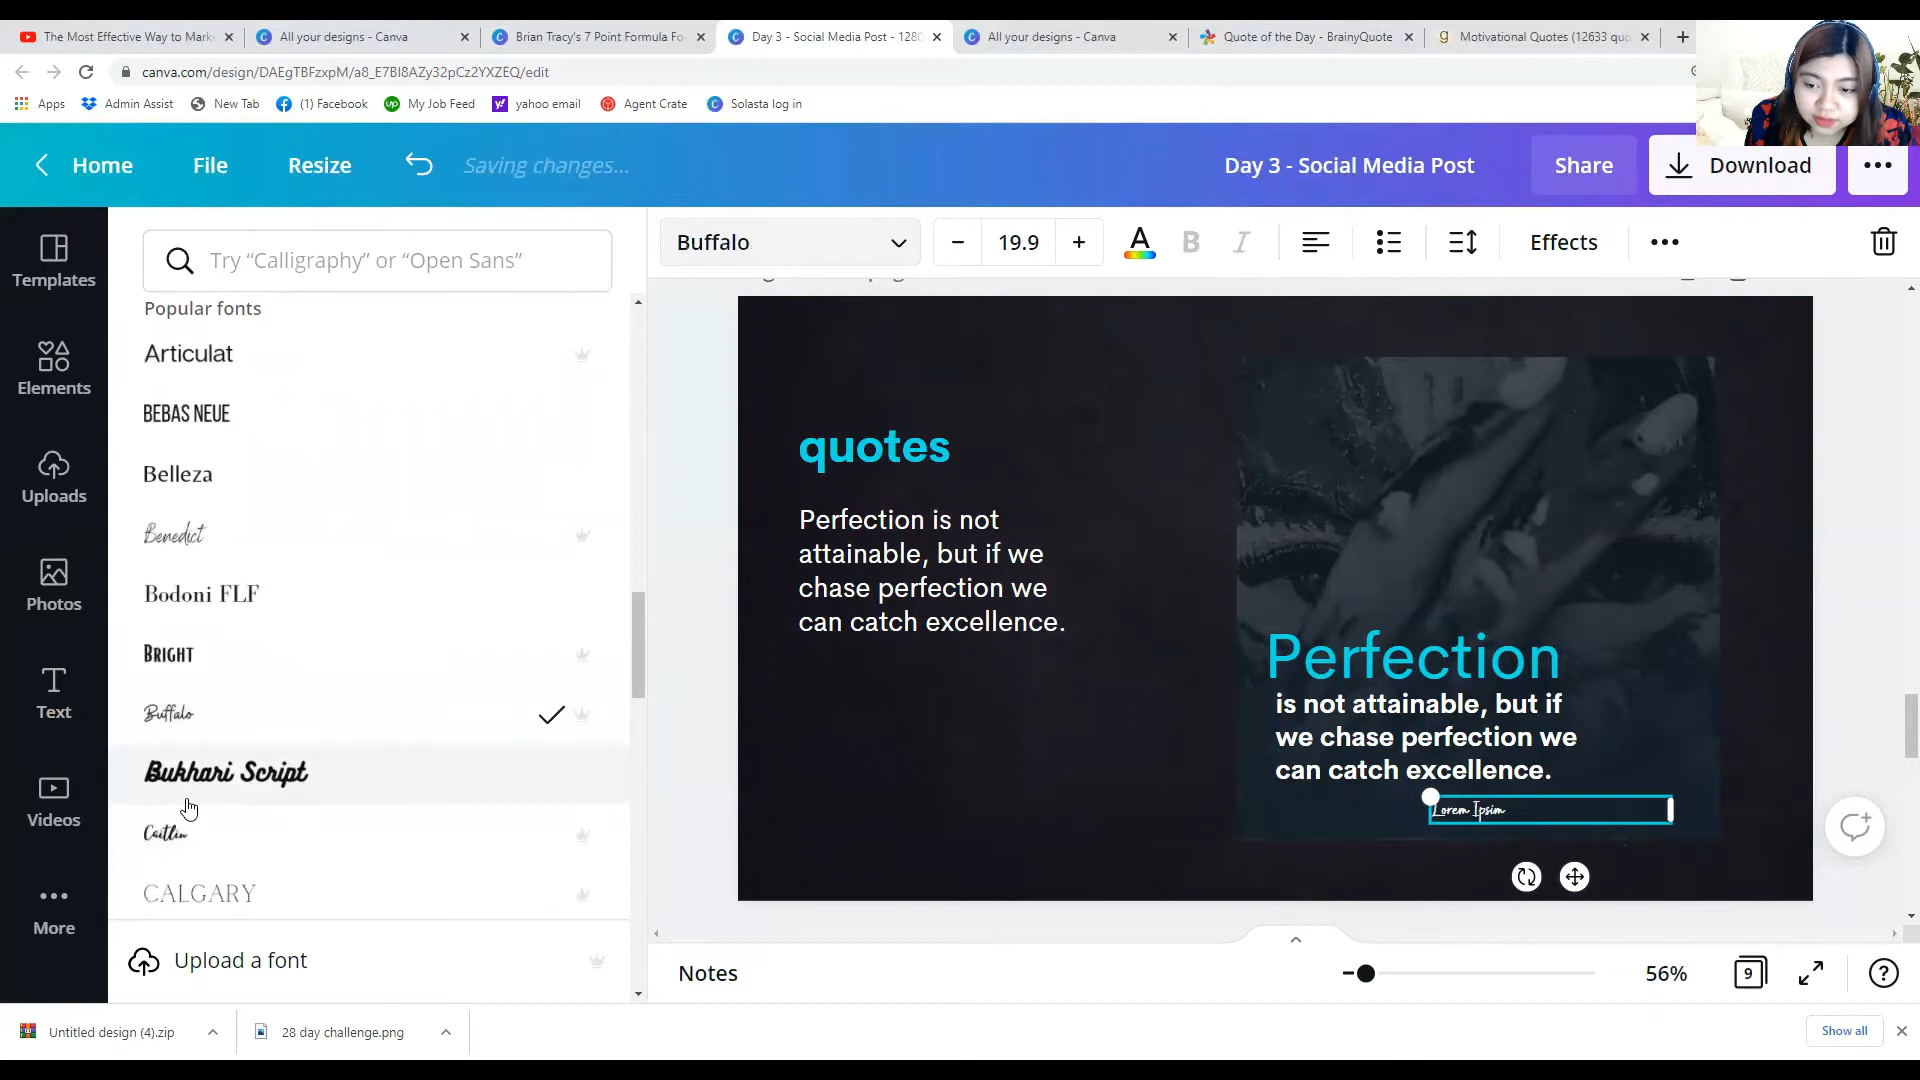 The Most Effective Way to Mark
All your designs - Canva
Brian Tracy's 7 Point Formula Fo
Day 3 - Social Media Post - 1280
All your designs - Canva
Quote of the Day - BrainyQuote
Motivational Quotes (12633 quo
canva.com/design/DAEgTBFzxpM/a8_E7BI8AZy32pCz2YXZEQ/edit
Apps
Admin Assist
New Tab
(1) Facebook
My Job Feed
yahoo email
Agent Crate
Solasta log in
Home
File
Resize
Saving changes...
Day 3 - Social Media Post
Share
Download
Templates
Elements
Uploads
Photos
Text
Videos
More
Try “Calligraphy” or “Open Sans”
Popular fonts
Articulat
BEBAS NEUE
Belleza
Benedict
Bodoni FLF
BRIGHT
Buffalo
Bukhari Script
Caitlin
CALGARY
Upload a font
Buffalo
19.9
A
B
I
Effects
quotes
Perfection is not
attainable, but if we
chase perfection we
can catch excellence.
Perfection
is not attainable, but if
we chase perfection we
can catch excellence.
Lorem Ipsim
Notes
56%
9
Untitled design (4).zip
28 day challenge.png
Show all